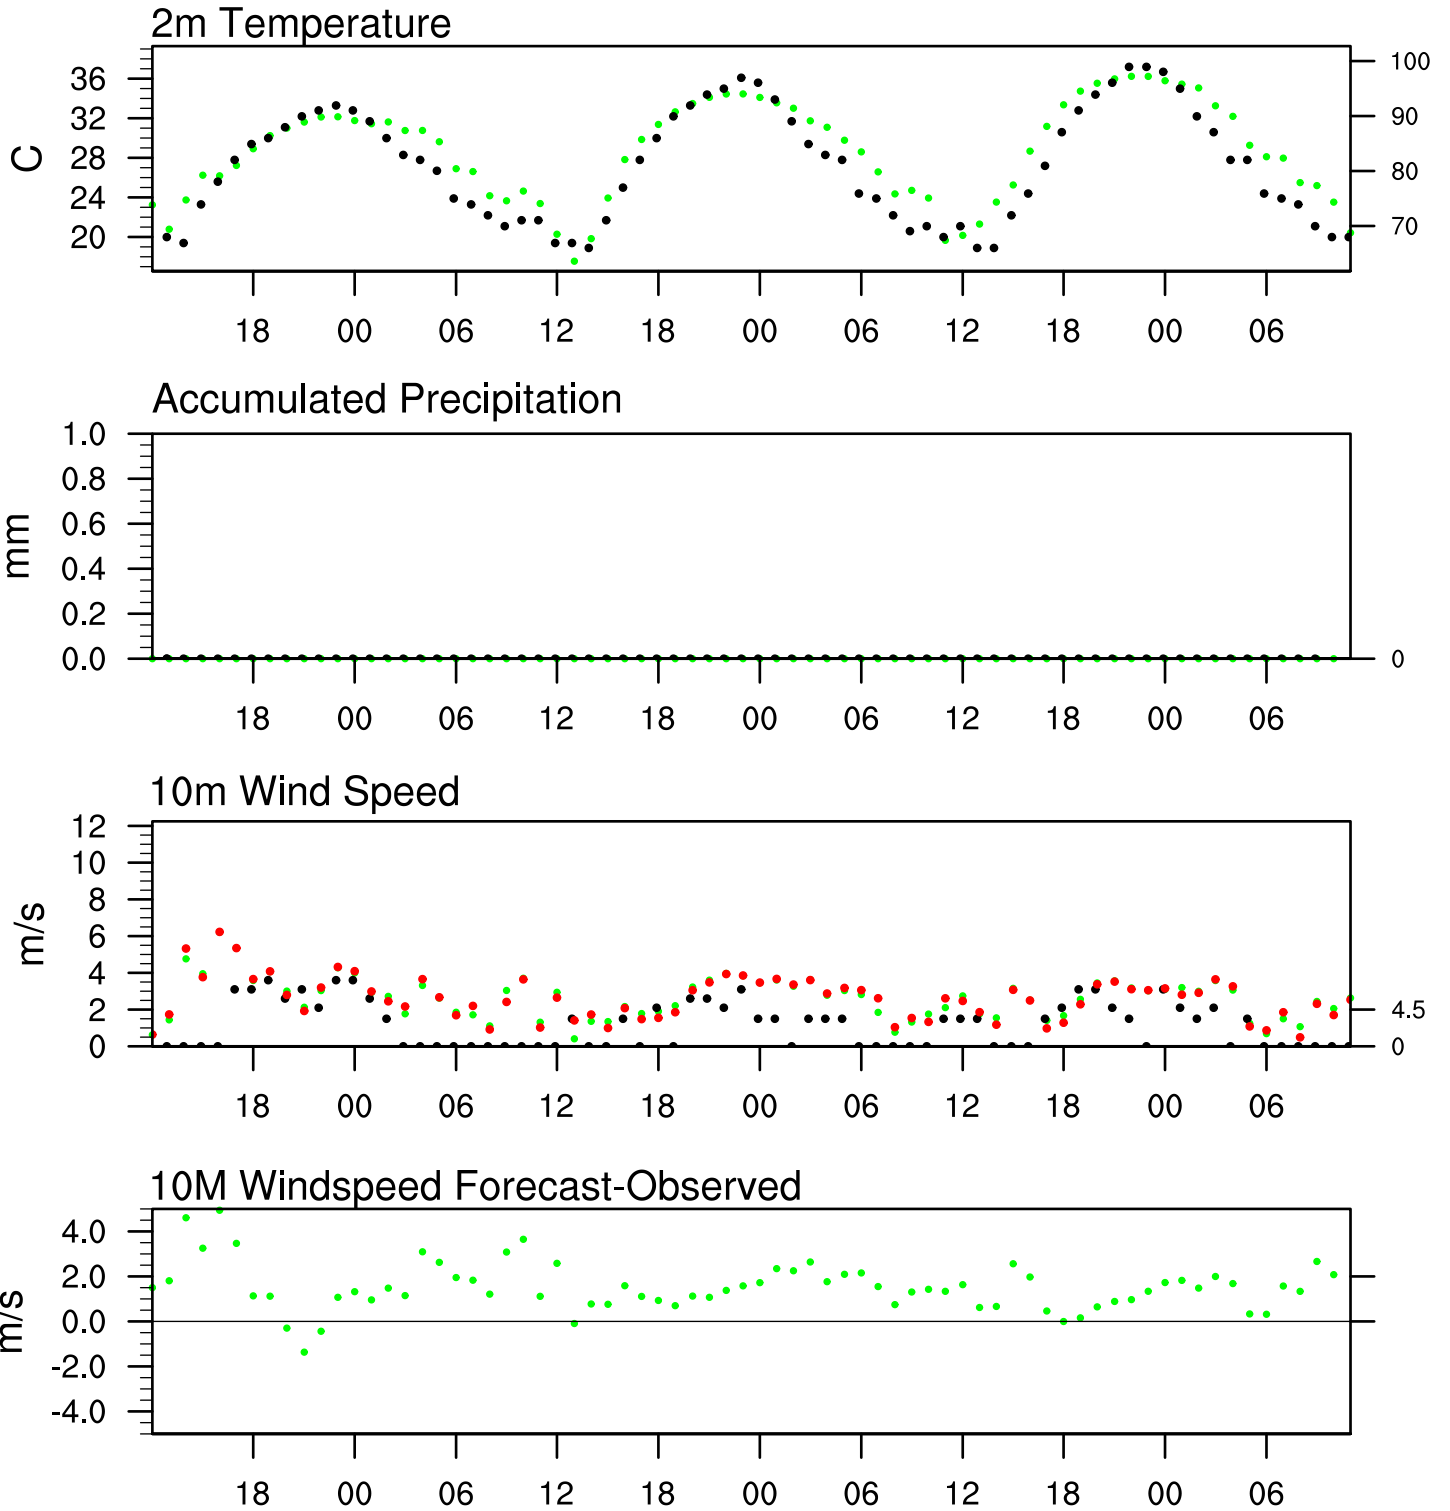 2m Temperature
C
36
32
28
24
20
100
90
80
70
18 00 06 12 18 00 06 12 18 00 06
Accumulated Precipitation
mm
1.0
0.8
0.6
0.4
0.2
0.0
0
18 00 06 12 18 00 06 12 18 00 06
10m Wind Speed
m/s
12
10
8
6
4
2
0
4.5
0
18 00 06 12 18 00 06 12 18 00 06
10M Windspeed Forecast-Observed
m/s
4.0
2.0
0.0
-2.0
-4.0
18 00 06 12 18 00 06 12 18 00 06